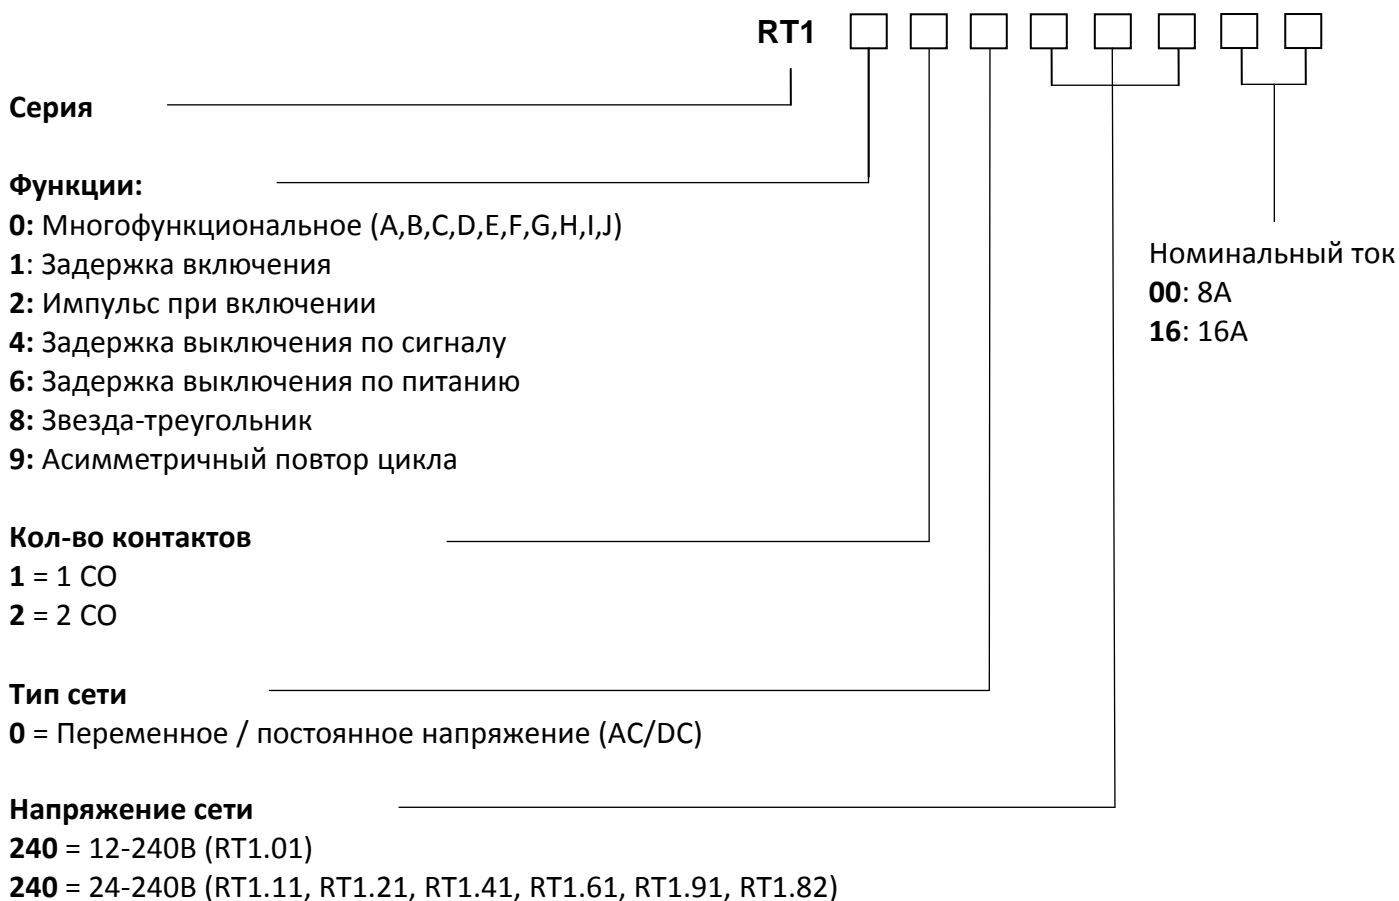 RT1
Серия
Функции:
0: Многофункциональное (A,B,C,D,E,F,G,H,I,J)
1: Задержка включения
2: Импульс при включении
4: Задержка выключения по сигналу
6: Задержка выключения по питанию
8: Звезда-треугольник
9: Асимметричный повтор цикла
Номинальный ток
00: 8А
16: 16А
Кол-во контактов
1 = 1 CO
2 = 2 CO
Тип сети
0 = Переменное / постоянное напряжение (AC/DC)
Напряжение сети
240 = 12-240В (RT1.01)
240 = 24-240В (RT1.11, RT1.21, RT1.41, RT1.61, RT1.91, RT1.82)